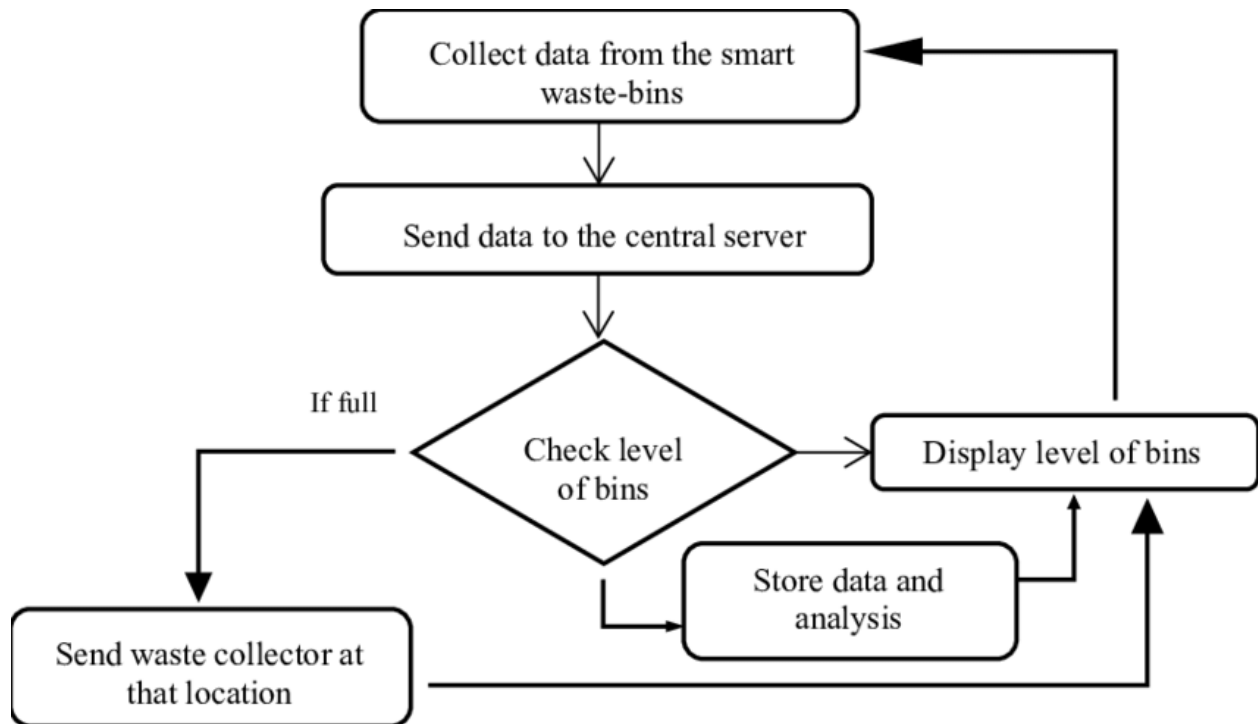 Collect data from the smart
waste-bins
Send data to the central server
If full
Check level
of bins
Display level of bins
Store data and
analysis
Send waste collector at
that location